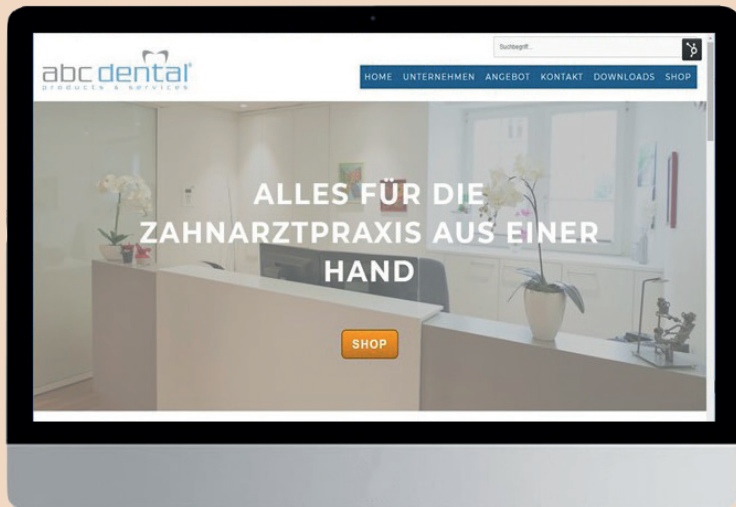 abc dental®
products & services
Suchbegriff...
HOME UNTERNEHMEN ANGEBOT KONTAKT DOWNLOADS SHOP
ALLES FÜR DIE
ZAHNARZTPRAXIS AUS EINER
HAND
SHOP